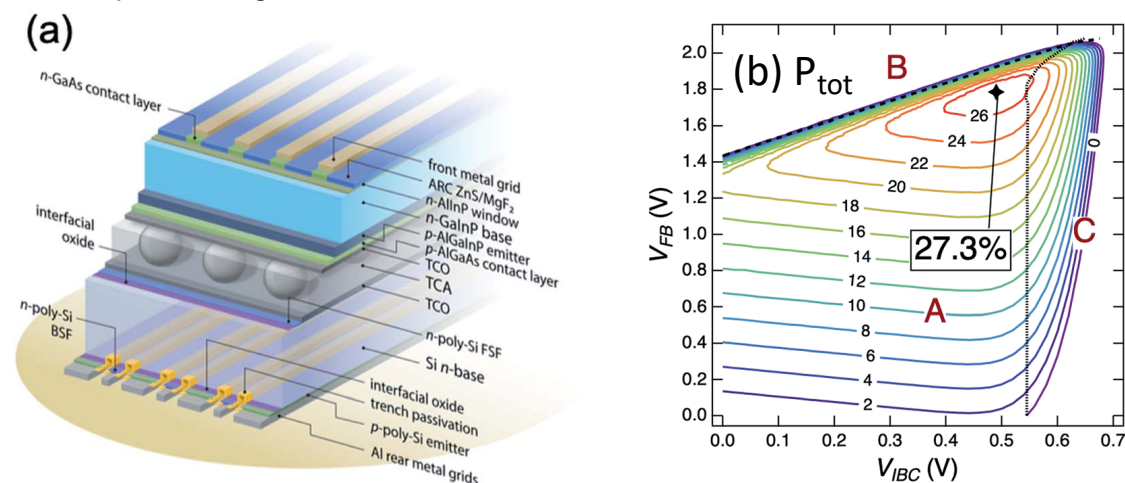 (a)
n-GaAs contact layer
front metal grid
ARC ZnS/MgF₂
n-AlInP window
n-GaInP base
p-AlGaInP emitter
p-AlGaAs contact layer
TCO
TCA
TCO
interfacial
oxide
n-poly-Si
BSF
n-poly-Si FSF
Si n-base
interfacial oxide
trench passivation
p-poly-Si emitter
Al rear metal grids
(b) Ptot
B
2.0
1.8
1.6
1.4
1.2
1.0
0.8
0.6
0.4
0.2
0.0
VFB (V)
26
24
22
20
18
16
14
12
10
8
6
4
2
0
27.3%
A
C
0.0
0.1
0.2
0.3
0.4
0.5
0.6
0.7
VIBC (V)